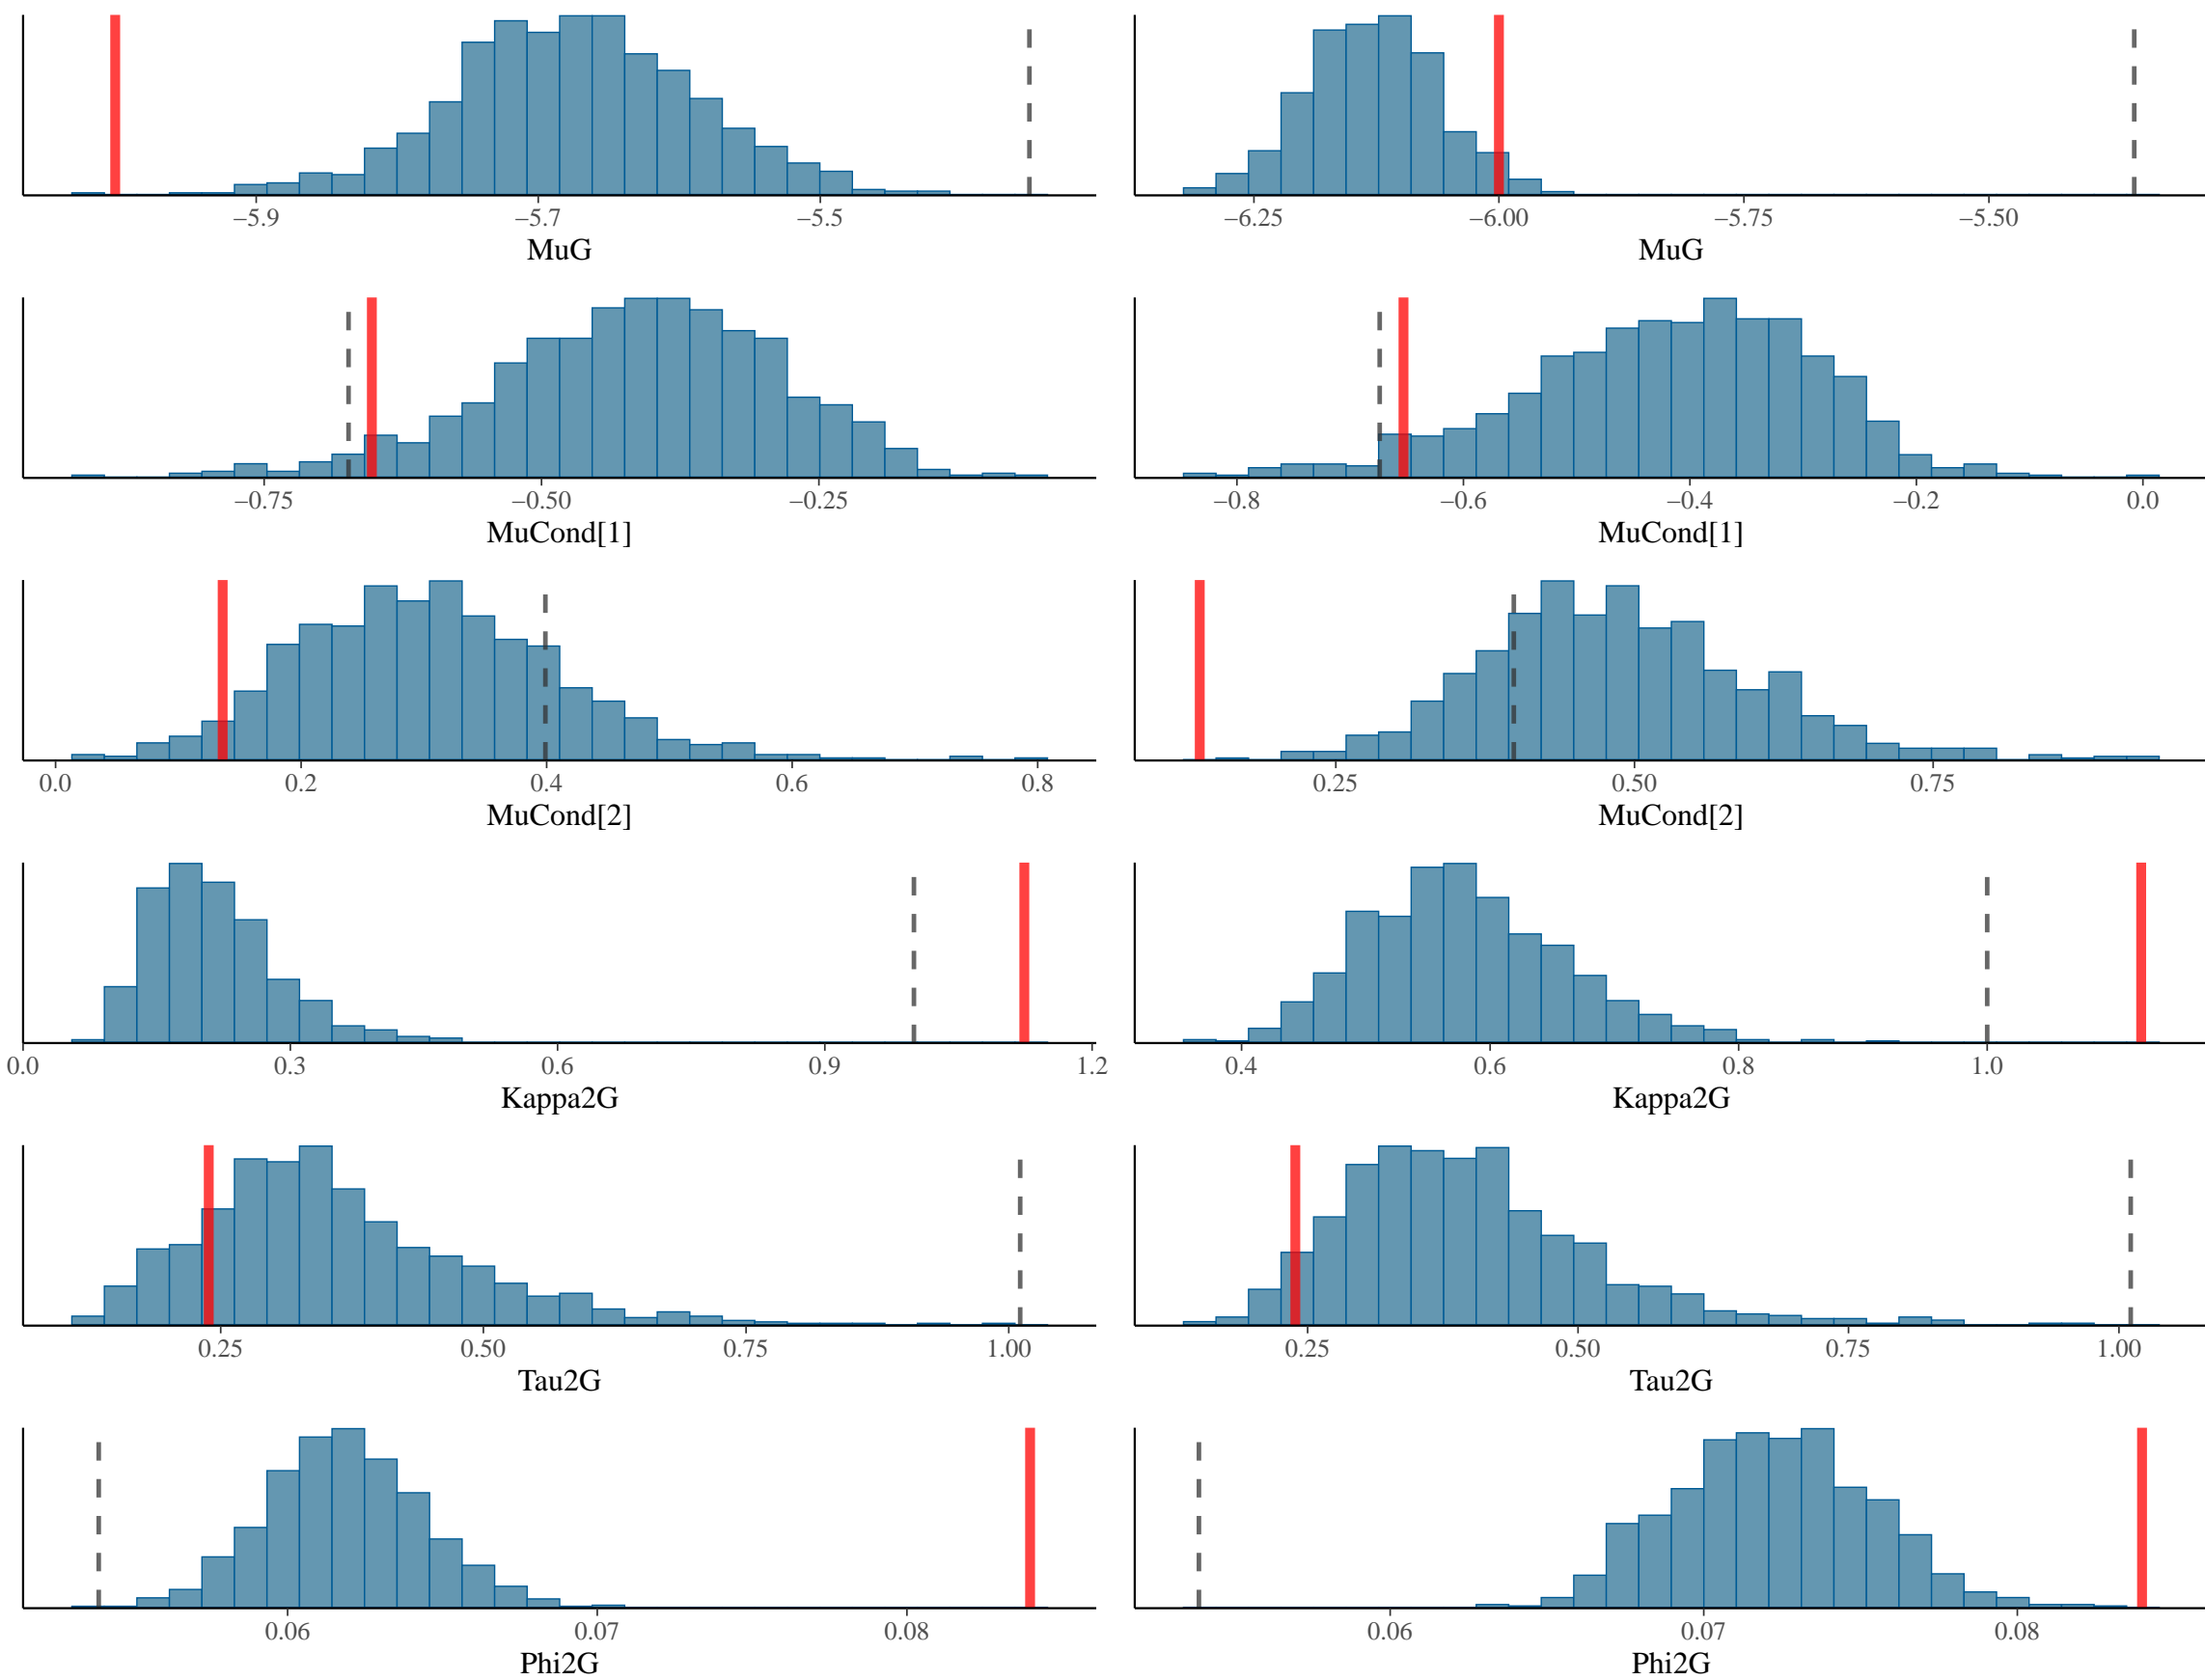 −5.9 −5.7 −5.5
MuG
−6.25 −6.00 −5.75 −5.50
MuG
−0.75 −0.50 −0.25
MuCond[1]
−0.8 −0.6 −0.4 −0.2 0.0
MuCond[1]
0.0 0.2 0.4 0.6 0.8
MuCond[2]
0.25 0.50 0.75
MuCond[2]
0.0 0.3 0.6 0.9 1.2
Kappa2G
0.4 0.6 0.8 1.0
Kappa2G
0.25 0.50 0.75 1.00
Tau2G
0.25 0.50 0.75 1.00
Tau2G
0.06 0.07 0.08
Phi2G
0.06 0.07 0.08
Phi2G